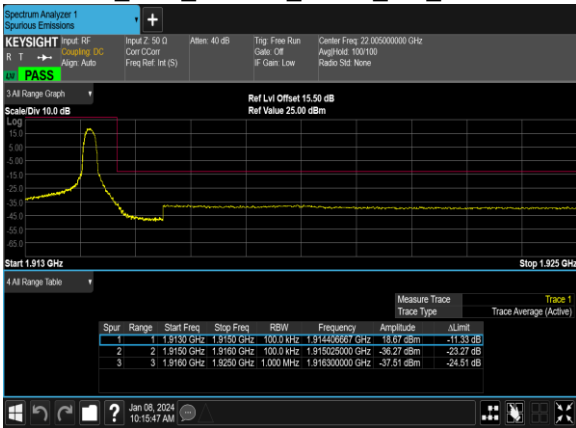 Spectrum Analyzer 1
Spurious Emissions
+
KEYSIGHT Input: RF Input Z: 50 Ω Atten: 40 dB Trig: Free Run Center Freq: 22.005000000 GHz
R T Coupling: DC Corr CCorr Gate: Off Avg|Hold: 100/100
Align: Auto Freq Ref: Int (S) IF Gain: Low Radio Std: None
PASS
3 All Range Graph Ref Lvl Offset 15.50 dB
Scale/Div 10.0 dB Ref Value 25.00 dBm
Log
15.0
5.00
-5.00
-15.0
-25.0
-35.0
-45.0
-55.0
-65.0
Start 1.913 GHz Stop 1.925 GHz
4 All Range Table
Measure Trace Trace 1
Trace Type Trace Average (Active)
Spur Range Start Freq Stop Freq RBW Frequency Amplitude ΔLimit
1 1 1.9130 GHz 1.9150 GHz 100.0 kHz 1.914406667 GHz 18.67 dBm -11.33 dB
2 2 1.9150 GHz 1.9160 GHz 100.0 kHz 1.915025000 GHz -36.27 dBm -23.27 dB
3 3 1.9160 GHz 1.9250 GHz 1.000 MHz 1.916300000 GHz -37.51 dBm -24.51 dB
? Jan 08, 2024
10:15:47 AM